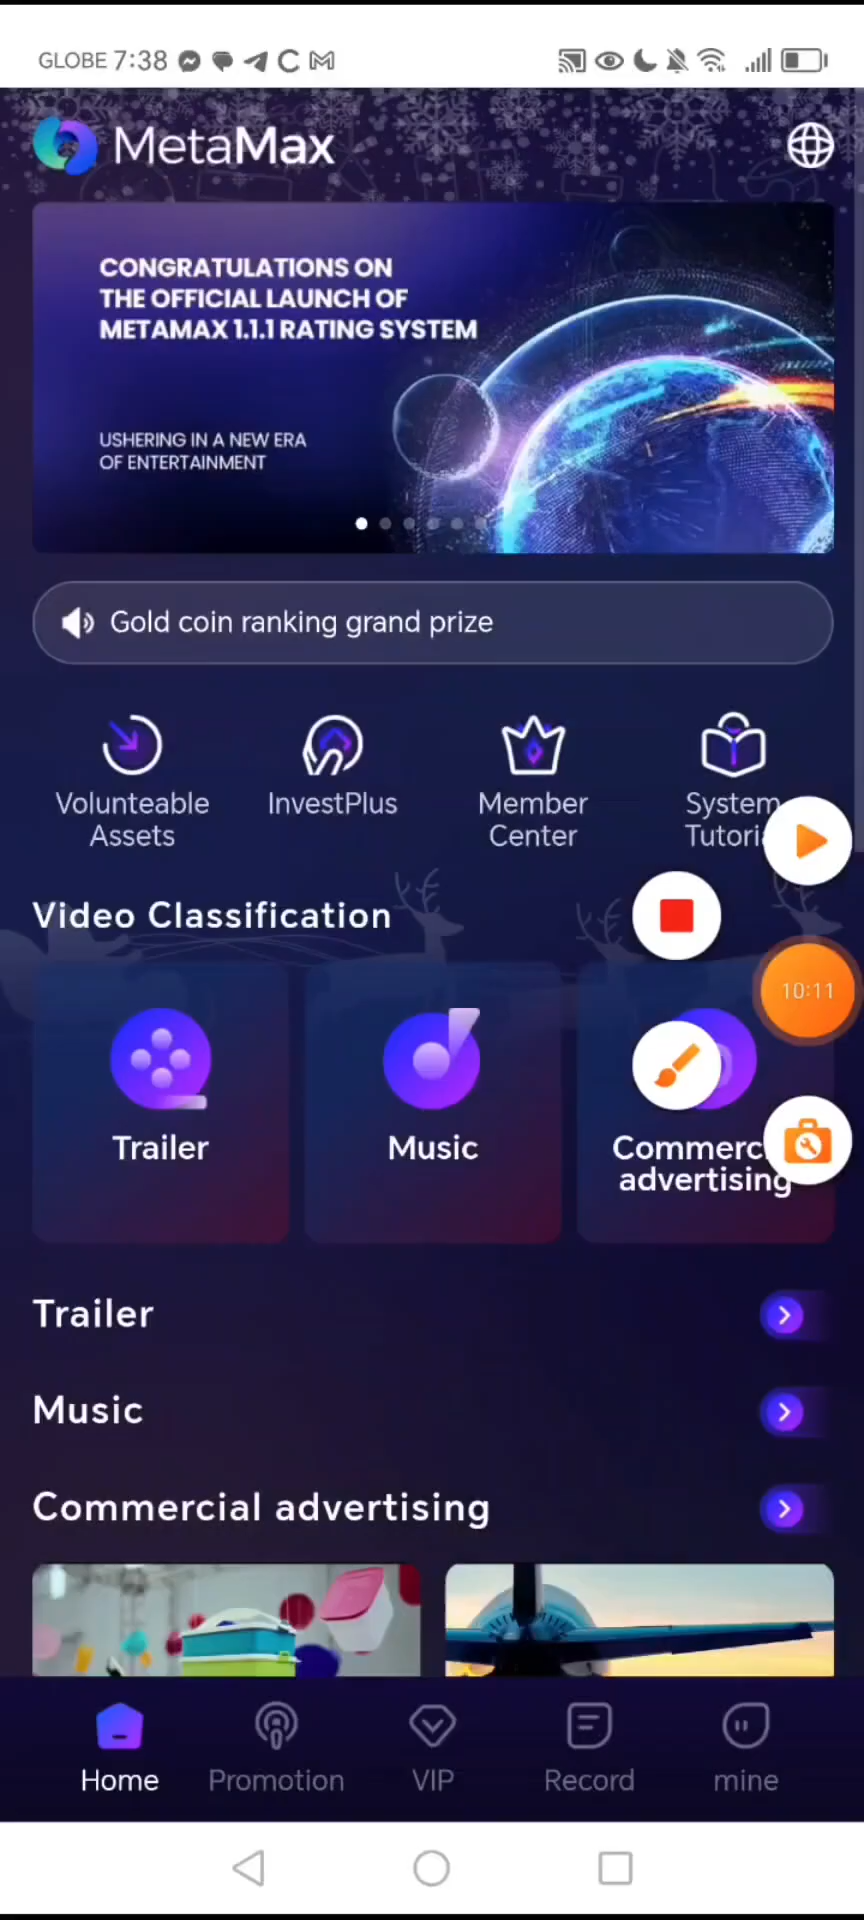 GLOBE 7:38
MetaMax
CONGRATULATIONS ON
THE OFFICIAL LAUNCH OF
METAMAX 1.1.1 RATING SYSTEM
USHERING IN A NEW ERA
OF ENTERTAINMENT
Gold coin ranking grand prize
Volunteable
Assets
InvestPlus
Member
Center
System
Tutori
Video Classification
10:11
Trailer
Music
Commerc
advertising
Trailer
Music
Commercial advertising
Home
Promotion
VIP
Record
mine